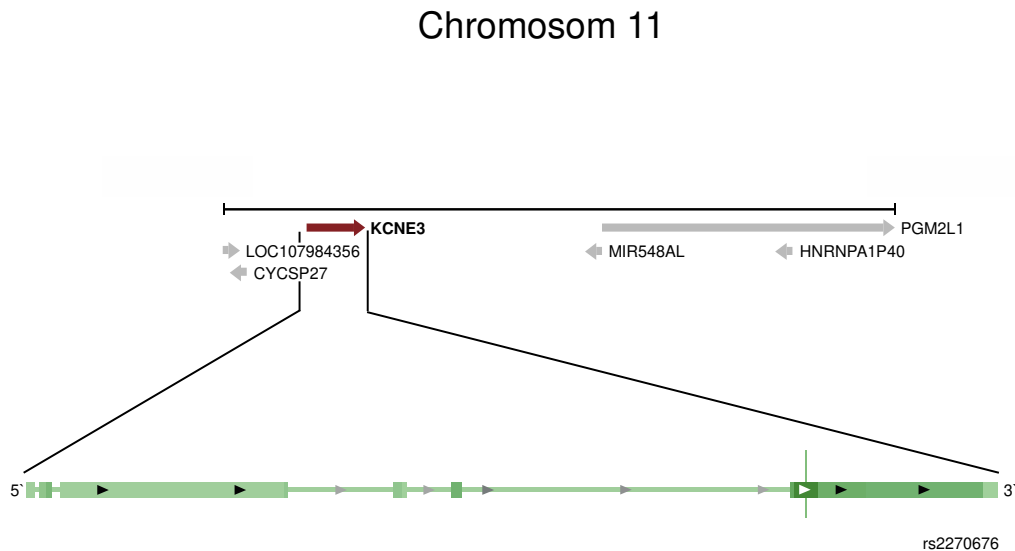 Chromosom 11
KCNE3 PGM2L1
LOC107984356 MIR548AL HNRNPA1P40
CYCSP27
5` 3`
rs2270676